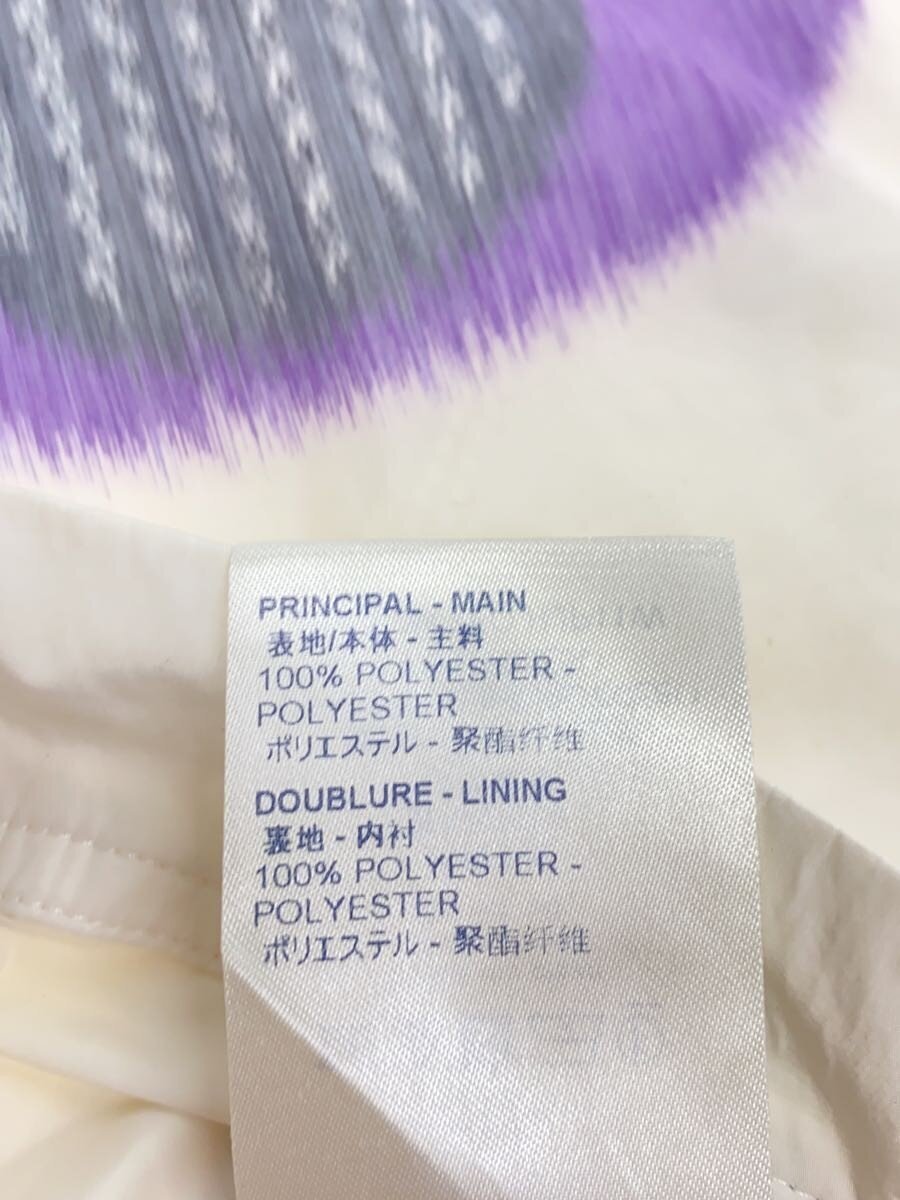 PRINCIPAL - MAIN
表地/本体 - 主料
100% POLYESTER -
POLYESTER
ポリエステル - 聚酯纤维
DOUBLURE - LINING
裏地 - 内衬
100% POLYESTER -
POLYESTER
ポリエステル - 聚酯纤维